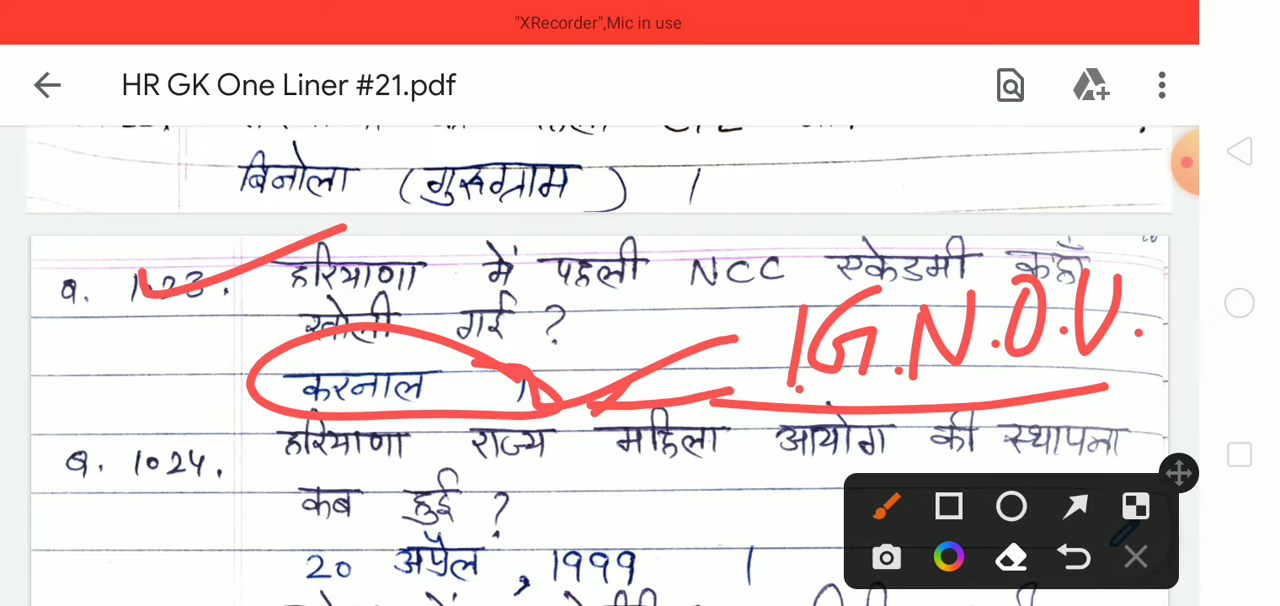 "XRecorder",Mic in use
HR GK One Liner #21.pdf
बिनोला (गुरुग्राम) ।
Q. 1023. हरियाणा में पहली NCC एकेडमी कहाँ
खोली गई ?
I.G.N.O.U.
करनाल ।
Q. 1024. हरियाणा राज्य महिला आयोग की स्थापना
कब हुई ?
20 अप्रैल , 1999 ।